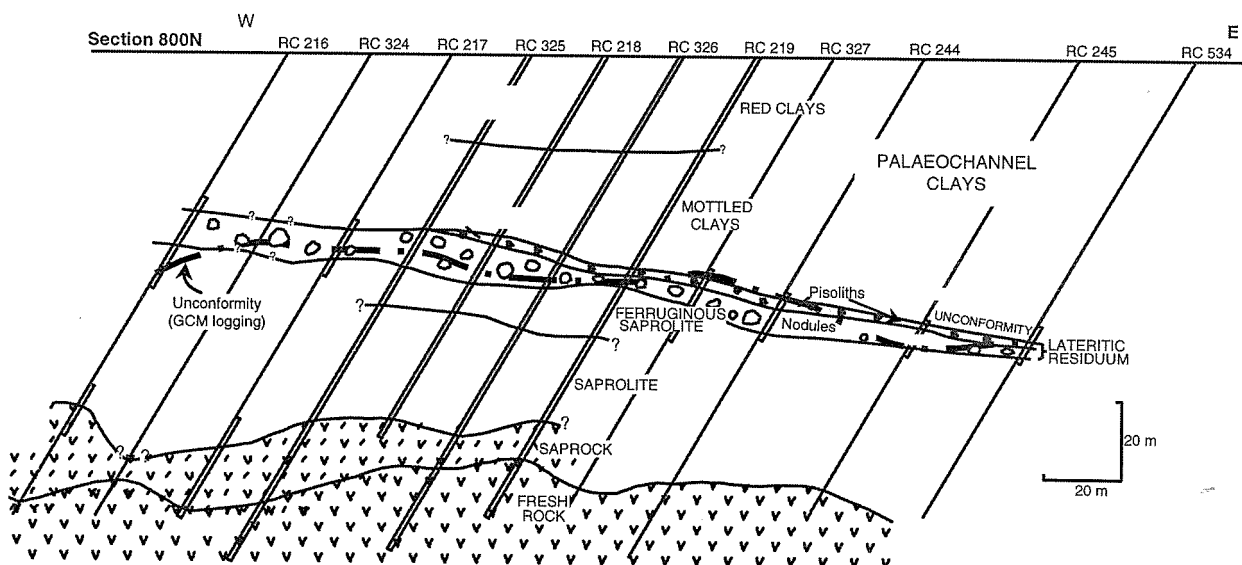 W
E
Section 800N
RC 216
RC 324
RC 217
RC 325
RC 218
RC 326
RC 219
RC 327
RC 244
RC 245
RC 534
RED CLAYS
?
?
PALAEOCHANNEL
CLAYS
MOTTLED
CLAYS
?
?
?
?
Unconformity
(GCM logging)
Pisoliths
UNCONFORMITY
Nodules
LATERITIC
RESIDUUM
?
FERRUGINOUS
SAPROLITE
?
SAPROLITE
?
?
?
SAPROCK
FRESH
ROCK
20 m
20 m